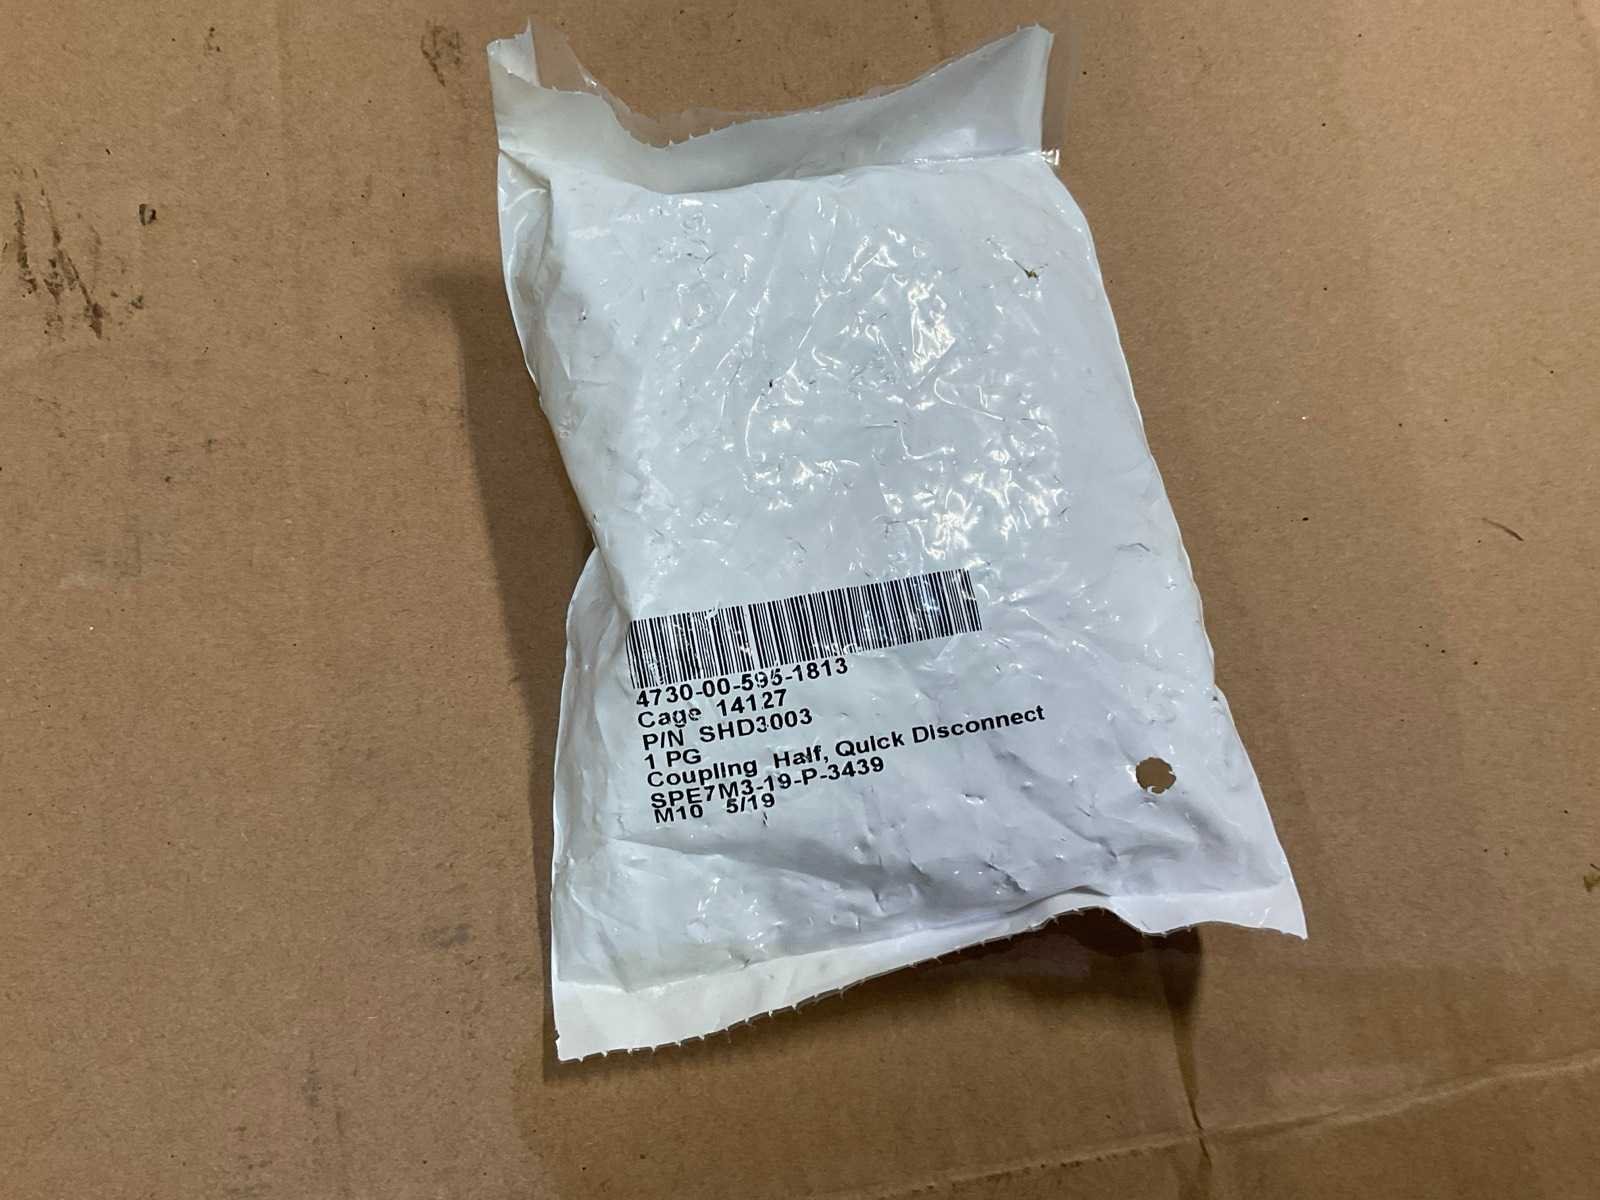 4730-00-595-1813
Cage 14127
P/N SHD3003
1 PG
Coupling Half, Quick Disconnect
SPE7M3-19-P-3439
M10 5/19